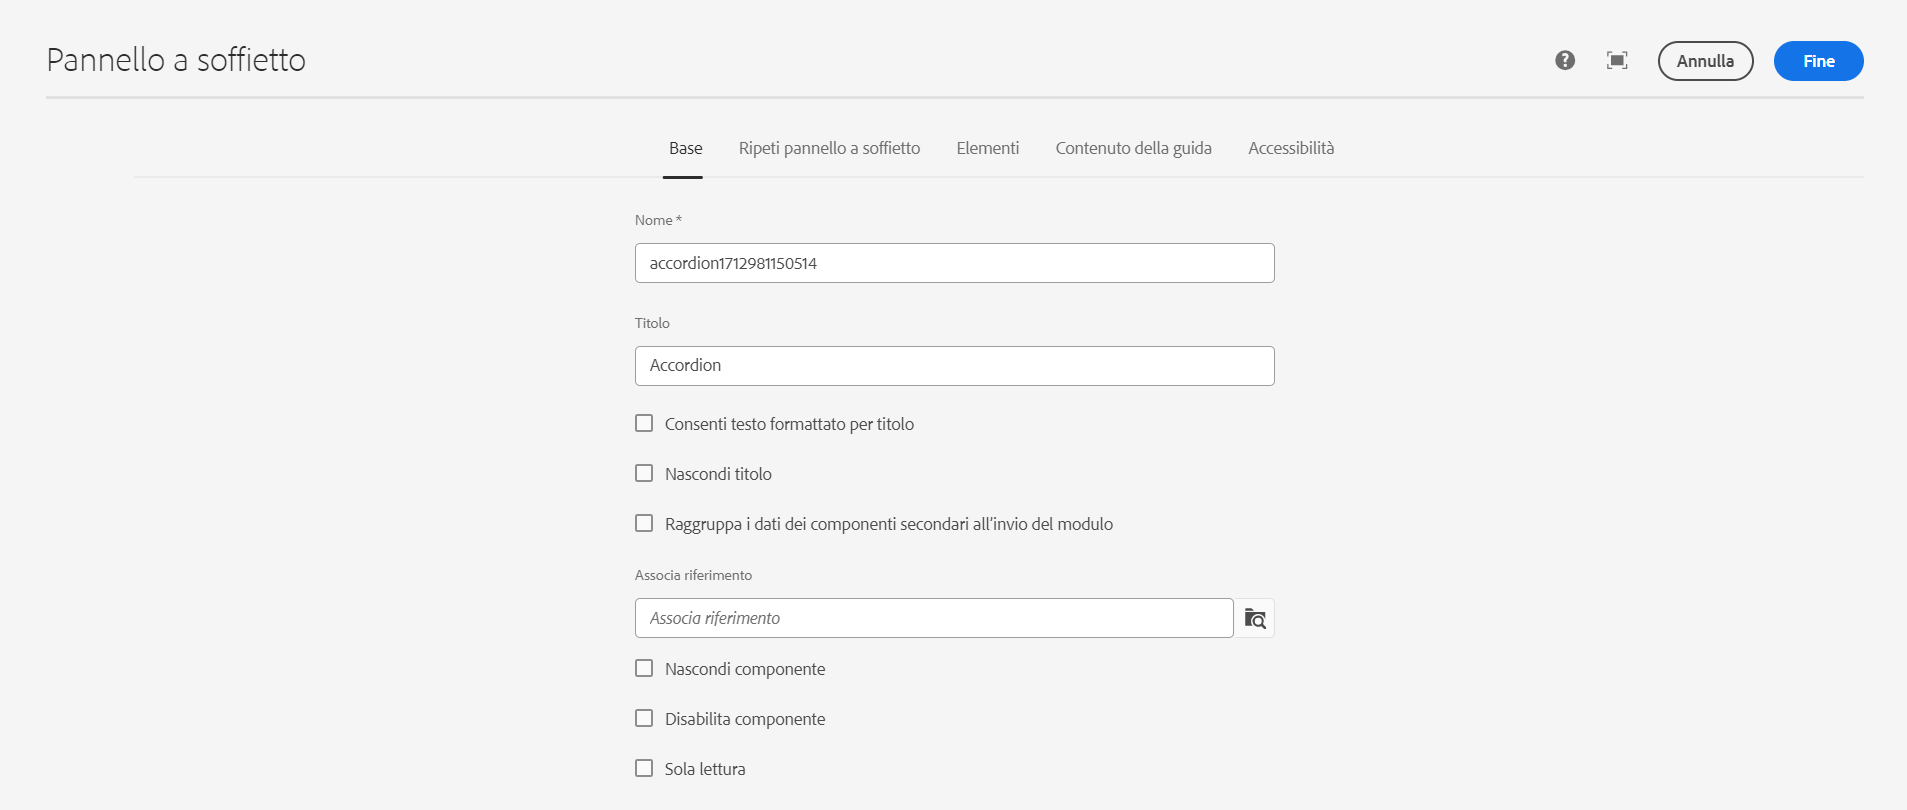 Pannello a soffietto
Annulla
Fine
Base
Ripeti pannello a soffietto
Elementi
Contenuto della guida
Accessibilità
Nome *
accordion1712981150514
Titolo
Accordion
Consenti testo formattato per titolo
Nascondi titolo
Raggruppa i dati dei componenti secondari all'invio del modulo
Associa riferimento
Associa riferimento
Nascondi componente
Disabilita componente
Sola lettura